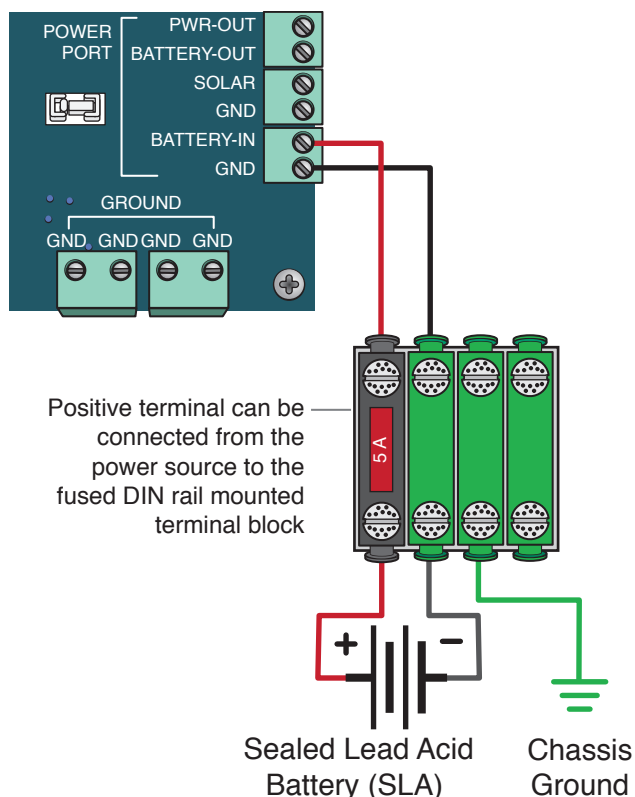 POWER
PORT
PWR-OUT
BATTERY-OUT
SOLAR
GND
BATTERY-IN
GND
GROUND
GND GND GND GND
Positive terminal can be
connected from the
power source to the
fused DIN rail mounted
terminal block
5 A
+ −
Sealed Lead Acid
Battery (SLA)
Chassis
Ground